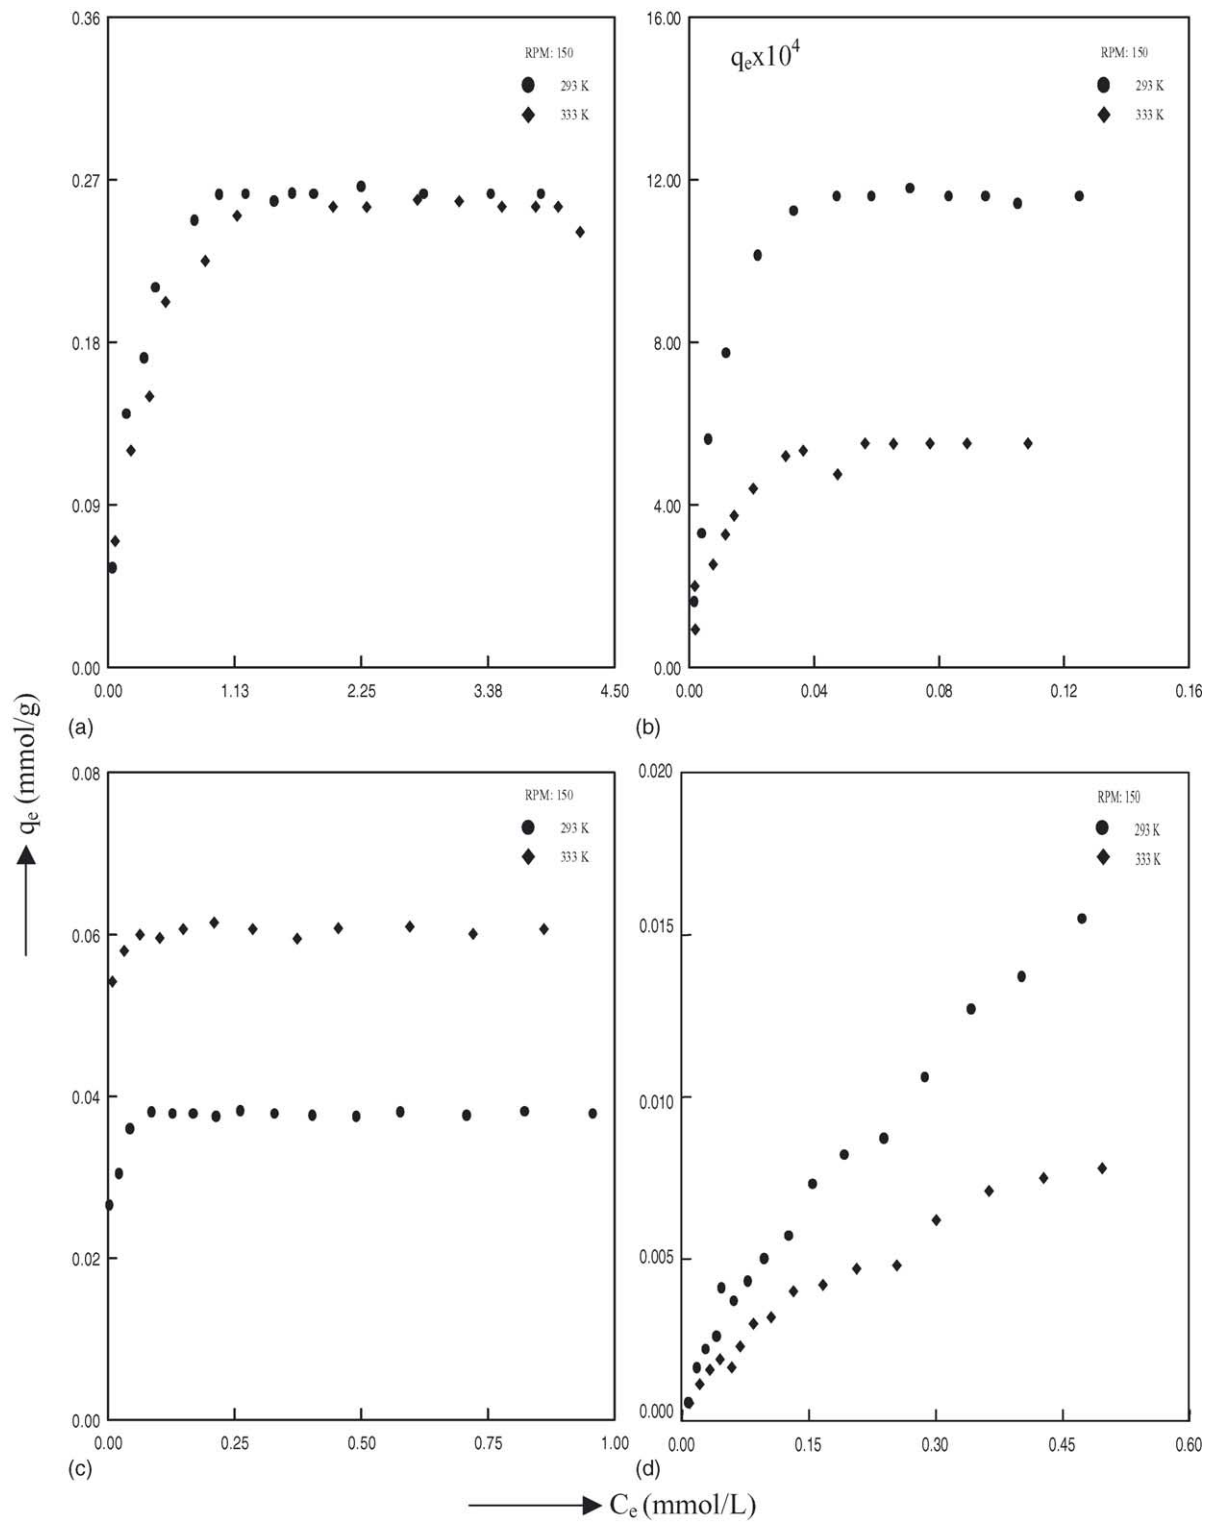 0.36
0.27
0.18
0.09
0.00
0.00 1.13 2.25 3.38 4.50
RPM: 150
293 K
333 K
(a)
16.00
12.00
8.00
4.00
0.00
0.00 0.04 0.08 0.12 0.16
qₑx10⁴
RPM: 150
293 K
333 K
(b)
0.08
0.06
0.04
0.02
0.00
0.00 0.25 0.50 0.75 1.00
RPM: 150
293 K
333 K
(c)
0.020
0.015
0.010
0.005
0.000
0.00 0.15 0.30 0.45 0.60
RPM: 150
293 K
333 K
(d)
qₑ (mmol/g)
Cₑ (mmol/L)